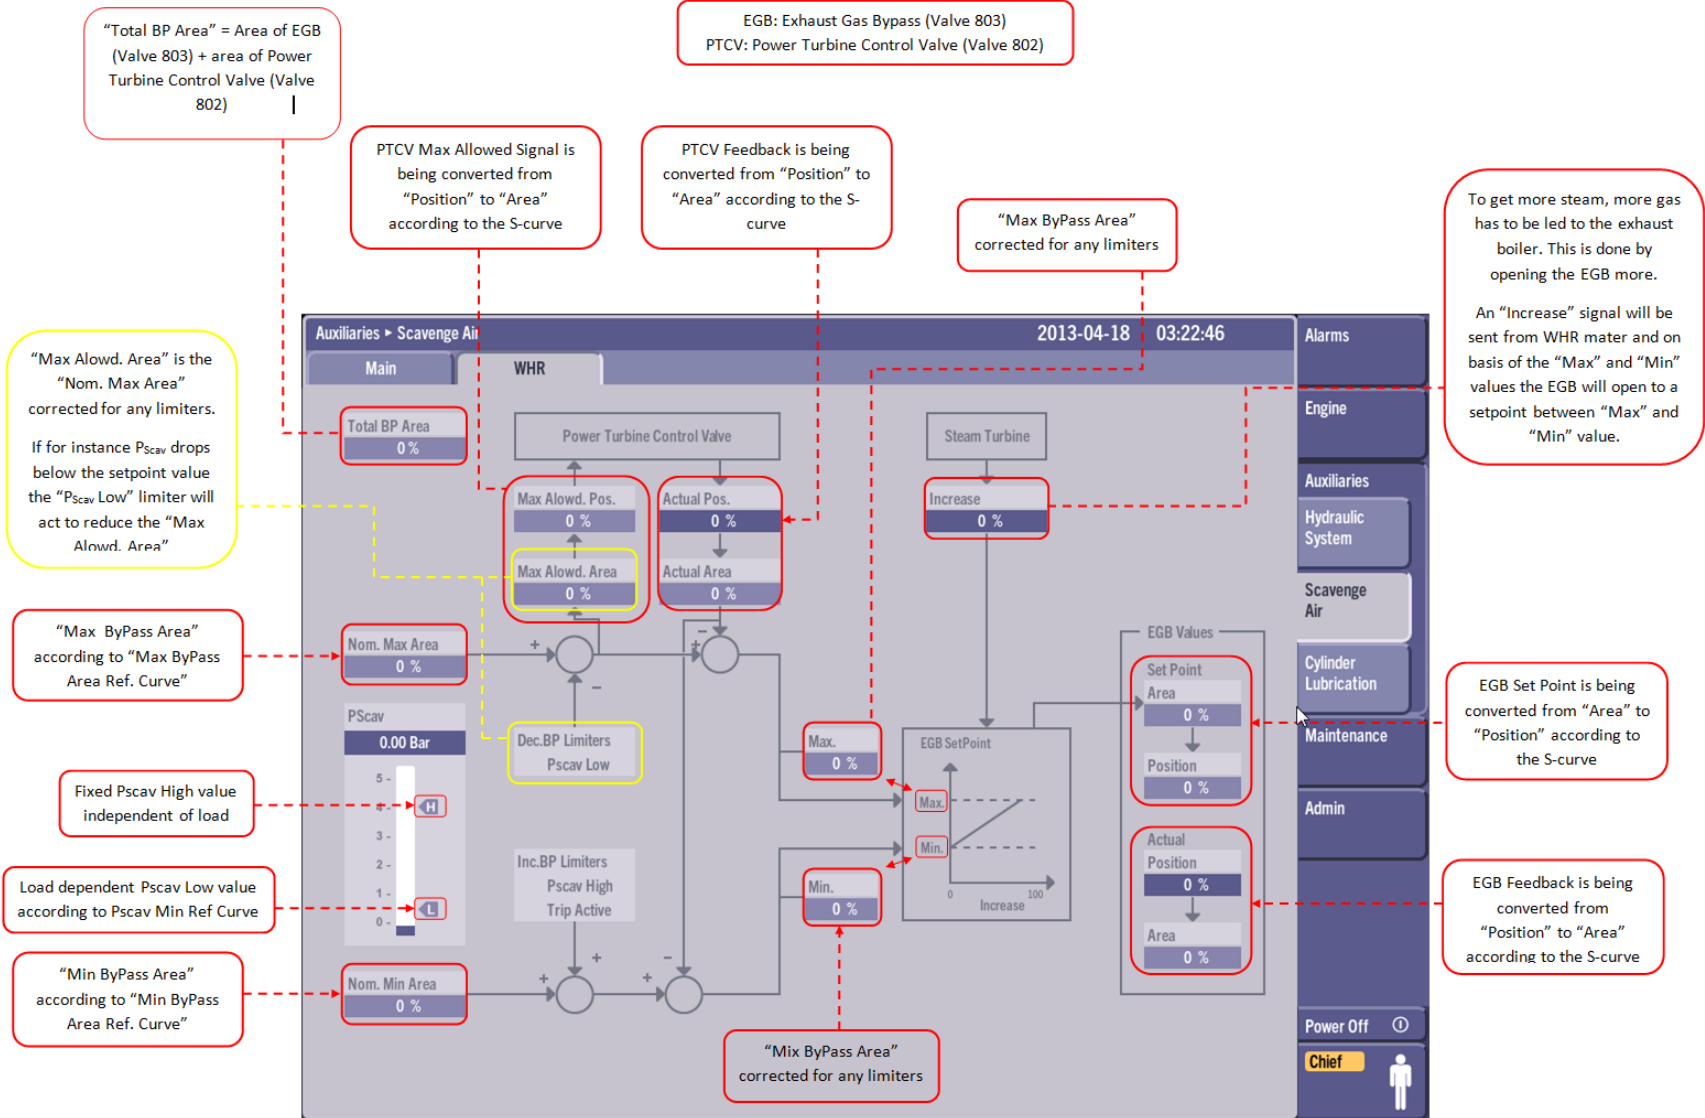 “Total BP Area” = Area of EGB
(Valve 803) + area of Power
Turbine Control Valve (Valve
802)
EGB: Exhaust Gas Bypass (Valve 803)
PTCV: Power Turbine Control Valve (Valve 802)
PTCV Max Allowed Signal is
being converted from
“Position” to “Area”
according to the S-curve
PTCV Feedback is being
converted from “Position” to
“Area” according to the S-
curve
“Max ByPass Area”
corrected for any limiters
To get more steam, more gas
has to be led to the exhaust
boiler. This is done by
opening the EGB more.
An “Increase” signal will be
sent from WHR mater and on
basis of the “Max” and “Min”
values the EGB will open to a
setpoint between “Max” and
“Min” value.
“Max Alowd. Area” is the
“Nom. Max Area”
corrected for any limiters.
If for instance PScav drops
below the setpoint value
the “PScav Low” limiter will
act to reduce the “Max
Alowd. Area”
“Max ByPass Area”
according to “Max ByPass
Area Ref. Curve”
Fixed Pscav High value
independent of load
Load dependent Pscav Low value
according to Pscav Min Ref Curve
“Min ByPass Area”
according to “Min ByPass
Area Ref. Curve”
Auxiliaries ▸ Scavenge Air
2013-04-18 03:22:46
Main
WHR
Total BP Area
0 %
Power Turbine Control Valve
Steam Turbine
Max Alowd. Pos.
0 %
Actual Pos.
0 %
Increase
0 %
Max Alowd. Area
0 %
Actual Area
0 %
Nom. Max Area
0 %
+
−
+
−
PScav
0.00 Bar
5 -
4 -
3 -
2 -
1 -
0 -
H
L
Dec.BP Limiters
Pscav Low
Max.
0 %
EGB SetPoint
Max.
Min.
0
100
Increase
Inc.BP Limiters
Pscav High
Trip Active
Min.
0 %
Nom. Min Area
0 %
+
+
+
−
EGB Values
Set Point
Area
0 %
Position
0 %
Actual
Position
0 %
Area
0 %
Alarms
Engine
Auxiliaries
Hydraulic
System
Scavenge
Air
Cylinder
Lubrication
Maintenance
Admin
Power Off
Chief
EGB Set Point is being
converted from “Area” to
“Position” according to
the S-curve
EGB Feedback is being
converted from
“Position” to “Area”
according to the S-curve
“Mix ByPass Area”
corrected for any limiters